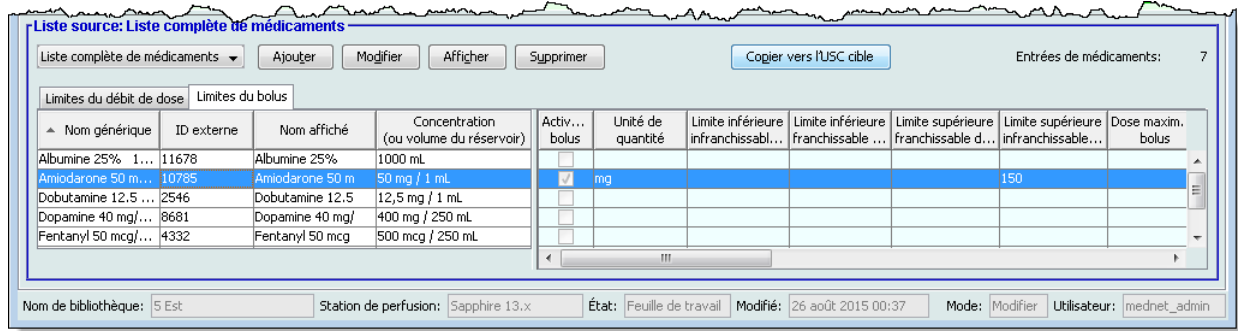 Liste source: Liste complète de médicaments
Liste complète de médicaments Ajouter Modifier Afficher Supprimer Copier vers l'USC cible Entrées de médicaments: 7
Limites du débit de dose Limites du bolus
Nom générique ID externe Nom affiché Concentration (ou volume du réservoir) Activ... bolus Unité de quantité Limite inférieure infranchissabl... Limite inférieure franchissable ... Limite supérieure franchissable d... Limite supérieure infranchissable... Dose maxim. bolus
Albumine 25% 1... 11678 Albumine 25% 1000 mL
Amiodarone 50 m... 10785 Amiodarone 50 m 50 mg / 1 mL mg 150
Dobutamine 12.5 ... 2546 Dobutamine 12.5 12,5 mg / 1 mL
Dopamine 40 mg/... 8681 Dopamine 40 mg/ 400 mg / 250 mL
Fentanyl 50 mcg/... 4332 Fentanyl 50 mcg 500 mcg / 250 mL
Nom de bibliothèque: 5 Est Station de perfusion: Sapphire 13.x État: Feuille de travail Modifié: 26 août 2015 00:37 Mode: Modifier Utilisateur: mednet_admin